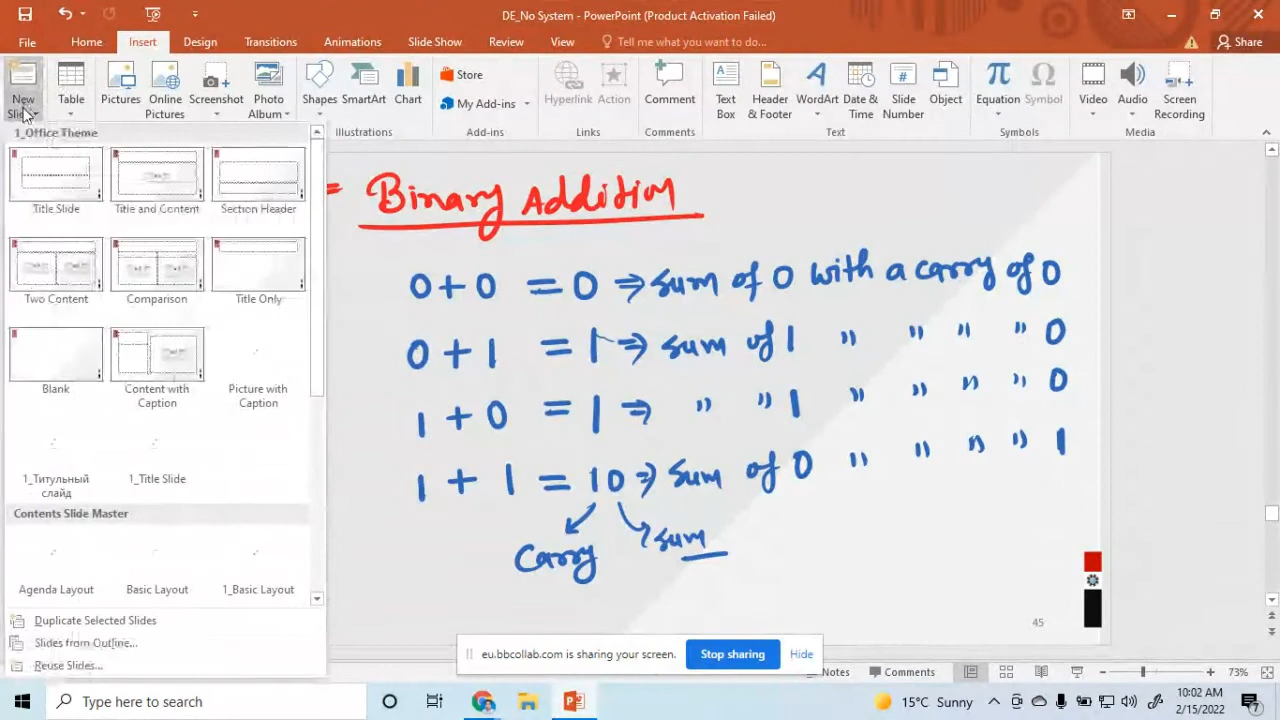 DE_No System - PowerPoint (Product Activation Failed)
File Home Insert Design Transitions Animations Slide Show Review View Tell me what you want to do... Share
New Slide Table Pictures Online Pictures Screenshot Photo Album Shapes SmartArt Chart Store My Add-ins Hyperlink Action Comment Text Box Header & Footer WordArt Date & Time Slide Number Object Equation Symbol Video Audio Screen Recording
Illustrations Add-ins Links Comments Text Symbols Media
1_Office Theme
Title Slide Title and Content Section Header
Two Content Comparison Title Only
Blank Content with Caption Picture with Caption
1_Титульный слайд 1_Title Slide
Contents Slide Master
Agenda Layout Basic Layout 1_Basic Layout
Duplicate Selected Slides
Slides from Outline...
Reuse Slides...
= Binary Addition
0 + 0 = 0 ⇒ sum of 0 with a carry of 0
0 + 1 = 1 ⇒ sum of 1 " " " " 0
1 + 0 = 1 ⇒ " " 1 " " " " 0
1 + 1 = 10 ⇒ sum of 0 " " " " 1
Carry sum
45
eu.bbcollab.com is sharing your screen. Stop sharing Hide
Notes Comments 73%
Type here to search
15°C Sunny
10:02 AM
2/15/2022
7